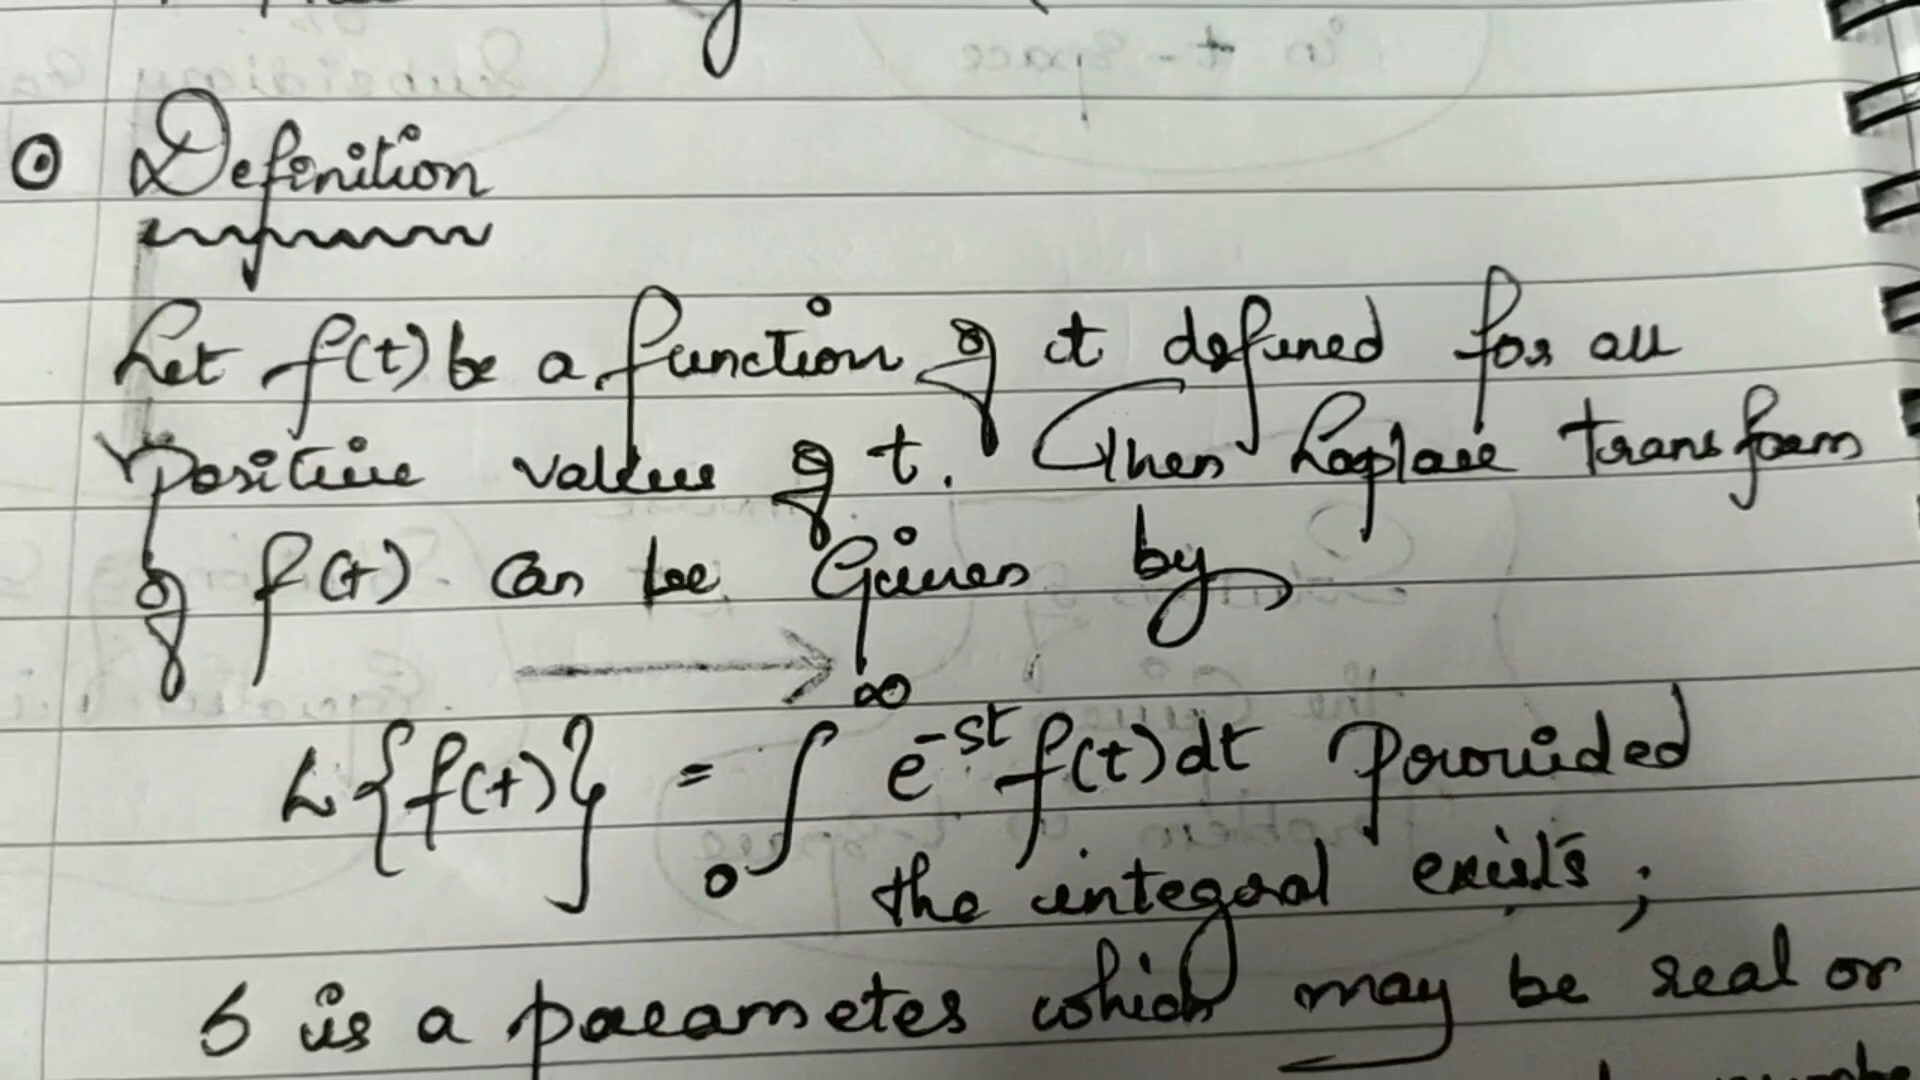 Definition
Let f(t) be a function of t defined for all
positive values of t. Then Laplace transform
of f(t) can be given by
L{f(t)} = ∫₀^∞ e^-st f(t) dt provided
the integral exists;
S is a parameter which may be real or